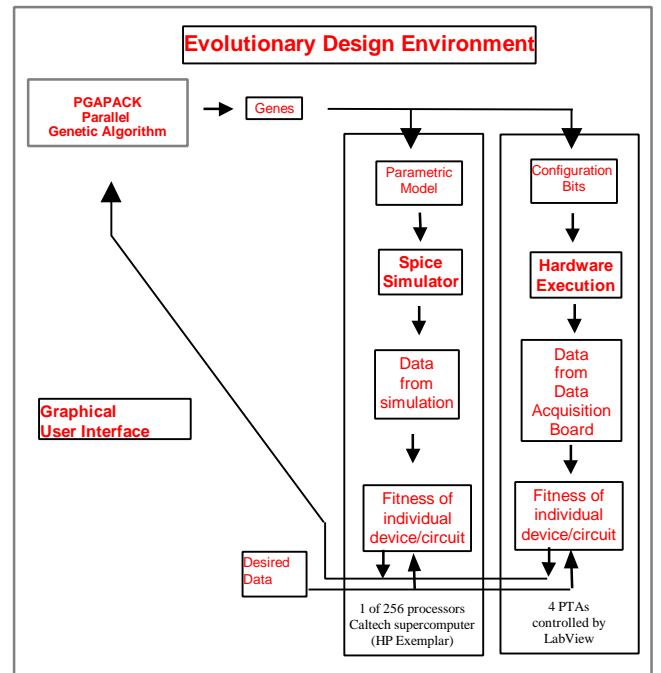 Evolutionary Design Environment
PGAPACK
Parallel
Genetic Algorithm
Genes
Parametric
Model
Configuration
Bits
Spice
Simulator
Hardware
Execution
Data
from
simulation
Data
from
Data
Acquisition
Board
Graphical
User Interface
Fitness of
individual
device/circuit
Fitness of
individual
device/circuit
Desired
Data
1 of 256 processors
Caltech supercomputer
(HP Exemplar)
4 PTAs
controlled by
LabView